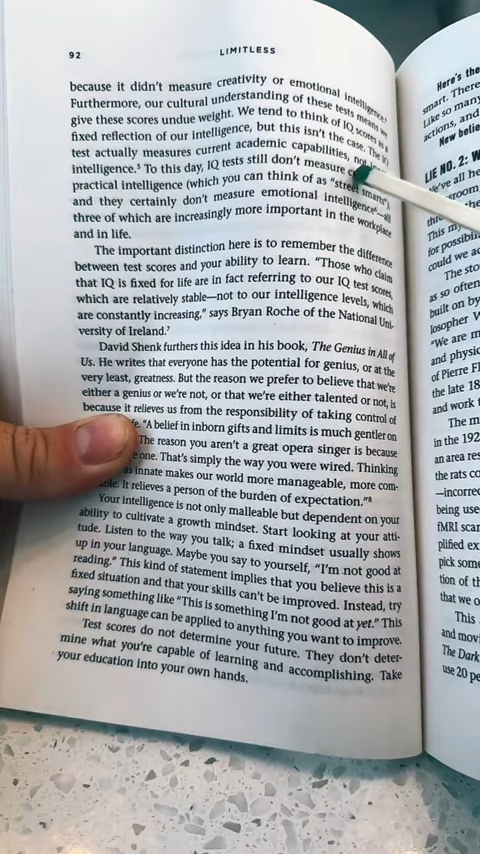 92
LIMITLESS
because it didn't measure creativity or emotional intelligence.⁴
Furthermore, our cultural understanding of these tests means we
give these scores undue weight. We tend to think of IQ scores as a
fixed reflection of our intelligence, but this isn't the case. The IQ
test actually measures current academic capabilities, not
intelligence.⁵ To this day, IQ tests still don't measure
practical intelligence (which you can think of as "street smarts"),
and they certainly don't measure emotional intelligence⁶—all
three of which are increasingly more important in the workplace
and in life.
The important distinction here is to remember the difference
between test scores and your ability to learn. "Those who claim
that IQ is fixed for life are in fact referring to our IQ test scores,
which are relatively stable—not to our intelligence levels, which
are constantly increasing," says Bryan Roche of the National Uni-
versity of Ireland.⁷
David Shenk furthers this idea in his book, The Genius in All of
Us. He writes that everyone has the potential for genius, or at the
very least, greatness. But the reason we prefer to believe that we're
either a genius or we're not, or that we're either talented or not, is
because it relieves us from the responsibility of taking control of
"A belief in inborn gifts and limits is much gentler on
The reason you aren't a great opera singer is because
one. That's simply the way you were wired. Thinking
as innate makes our world more manageable, more com-
It relieves a person of the burden of expectation."⁸
Your intelligence is not only malleable but dependent on your
ability to cultivate a growth mindset. Start looking at your atti-
tude. Listen to the way you talk; a fixed mindset usually shows
up in your language. Maybe you say to yourself, "I'm not good at
reading." This kind of statement implies that you believe this is a
fixed situation and that your skills can't be improved. Instead, try
saying something like "This is something I'm not good at yet." This
shift in language can be applied to anything you want to improve.
Test scores do not determine your future. They don't deter-
mine what you're capable of learning and accomplishing. Take
your education into your own hands.
Here's the
smart. There
Like so many
actions, and
New belie
LIE NO. 2: W
We've all he
room,
the
This my
for possibil
could we ac
The sto
as so often
built on by
losopher W
"We are m
and physic
of Pierre Fl
the late 18
and work t
The m
in the 192
an area res
the rats co
—incorrec
being use
fMRI scar
plified ex
pick some
tion of th
that we o
This
and movi
The Dark
use 20 pe